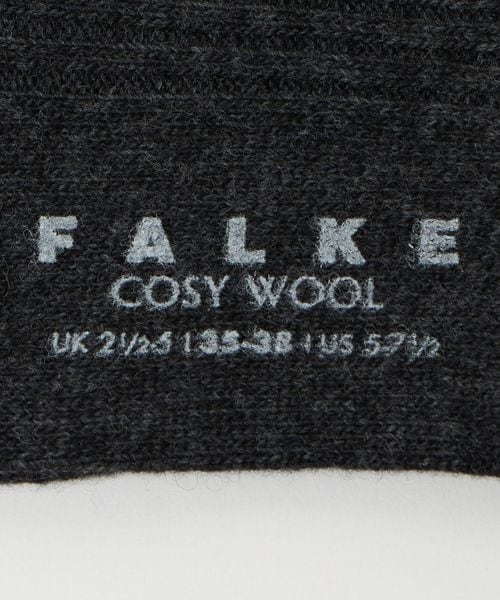 FALKE
COSY WOOL
UK 2½-5 | 35-38 | US 5-7½